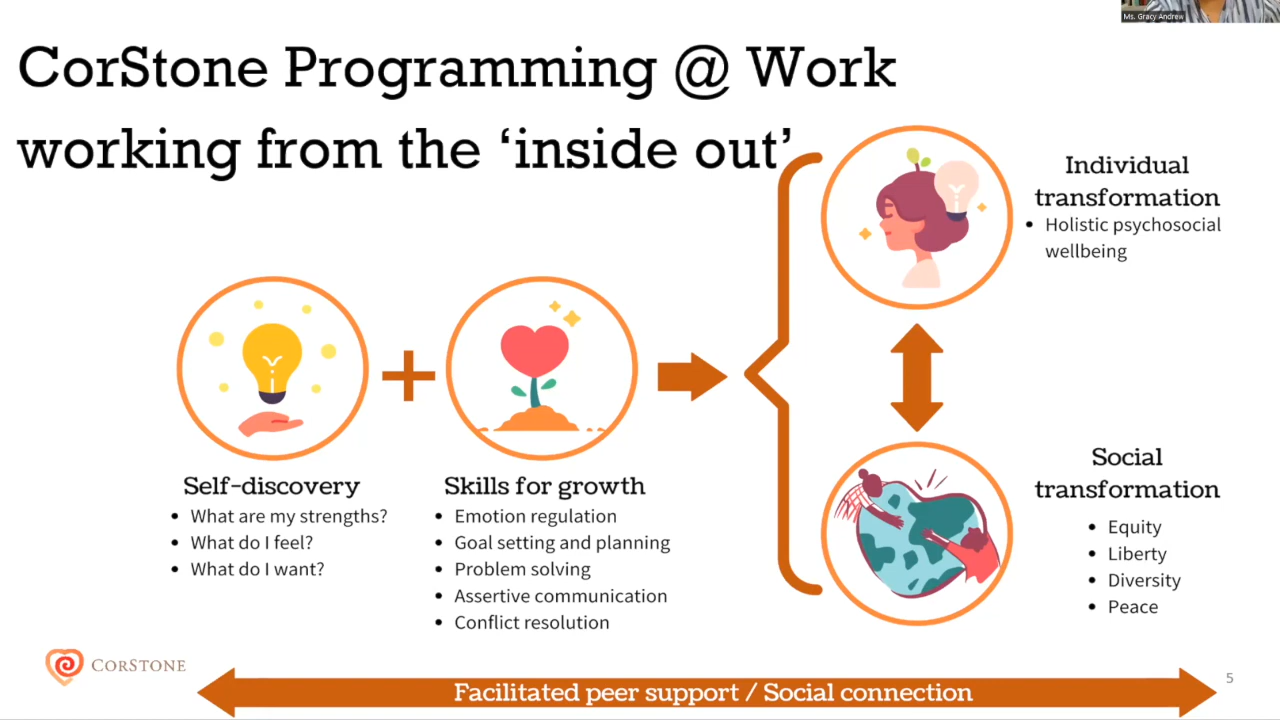 Ms. Gracy Andrew
CorStone Programming @ Work
working from the ‘inside out’
Individual
transformation
• Holistic psychosocial
wellbeing
Self-discovery
• What are my strengths?
• What do I feel?
• What do I want?
Skills for growth
• Emotion regulation
• Goal setting and planning
• Problem solving
• Assertive communication
• Conflict resolution
Social
transformation
• Equity
• Liberty
• Diversity
• Peace
CORSTONE
Facilitated peer support / Social connection
5